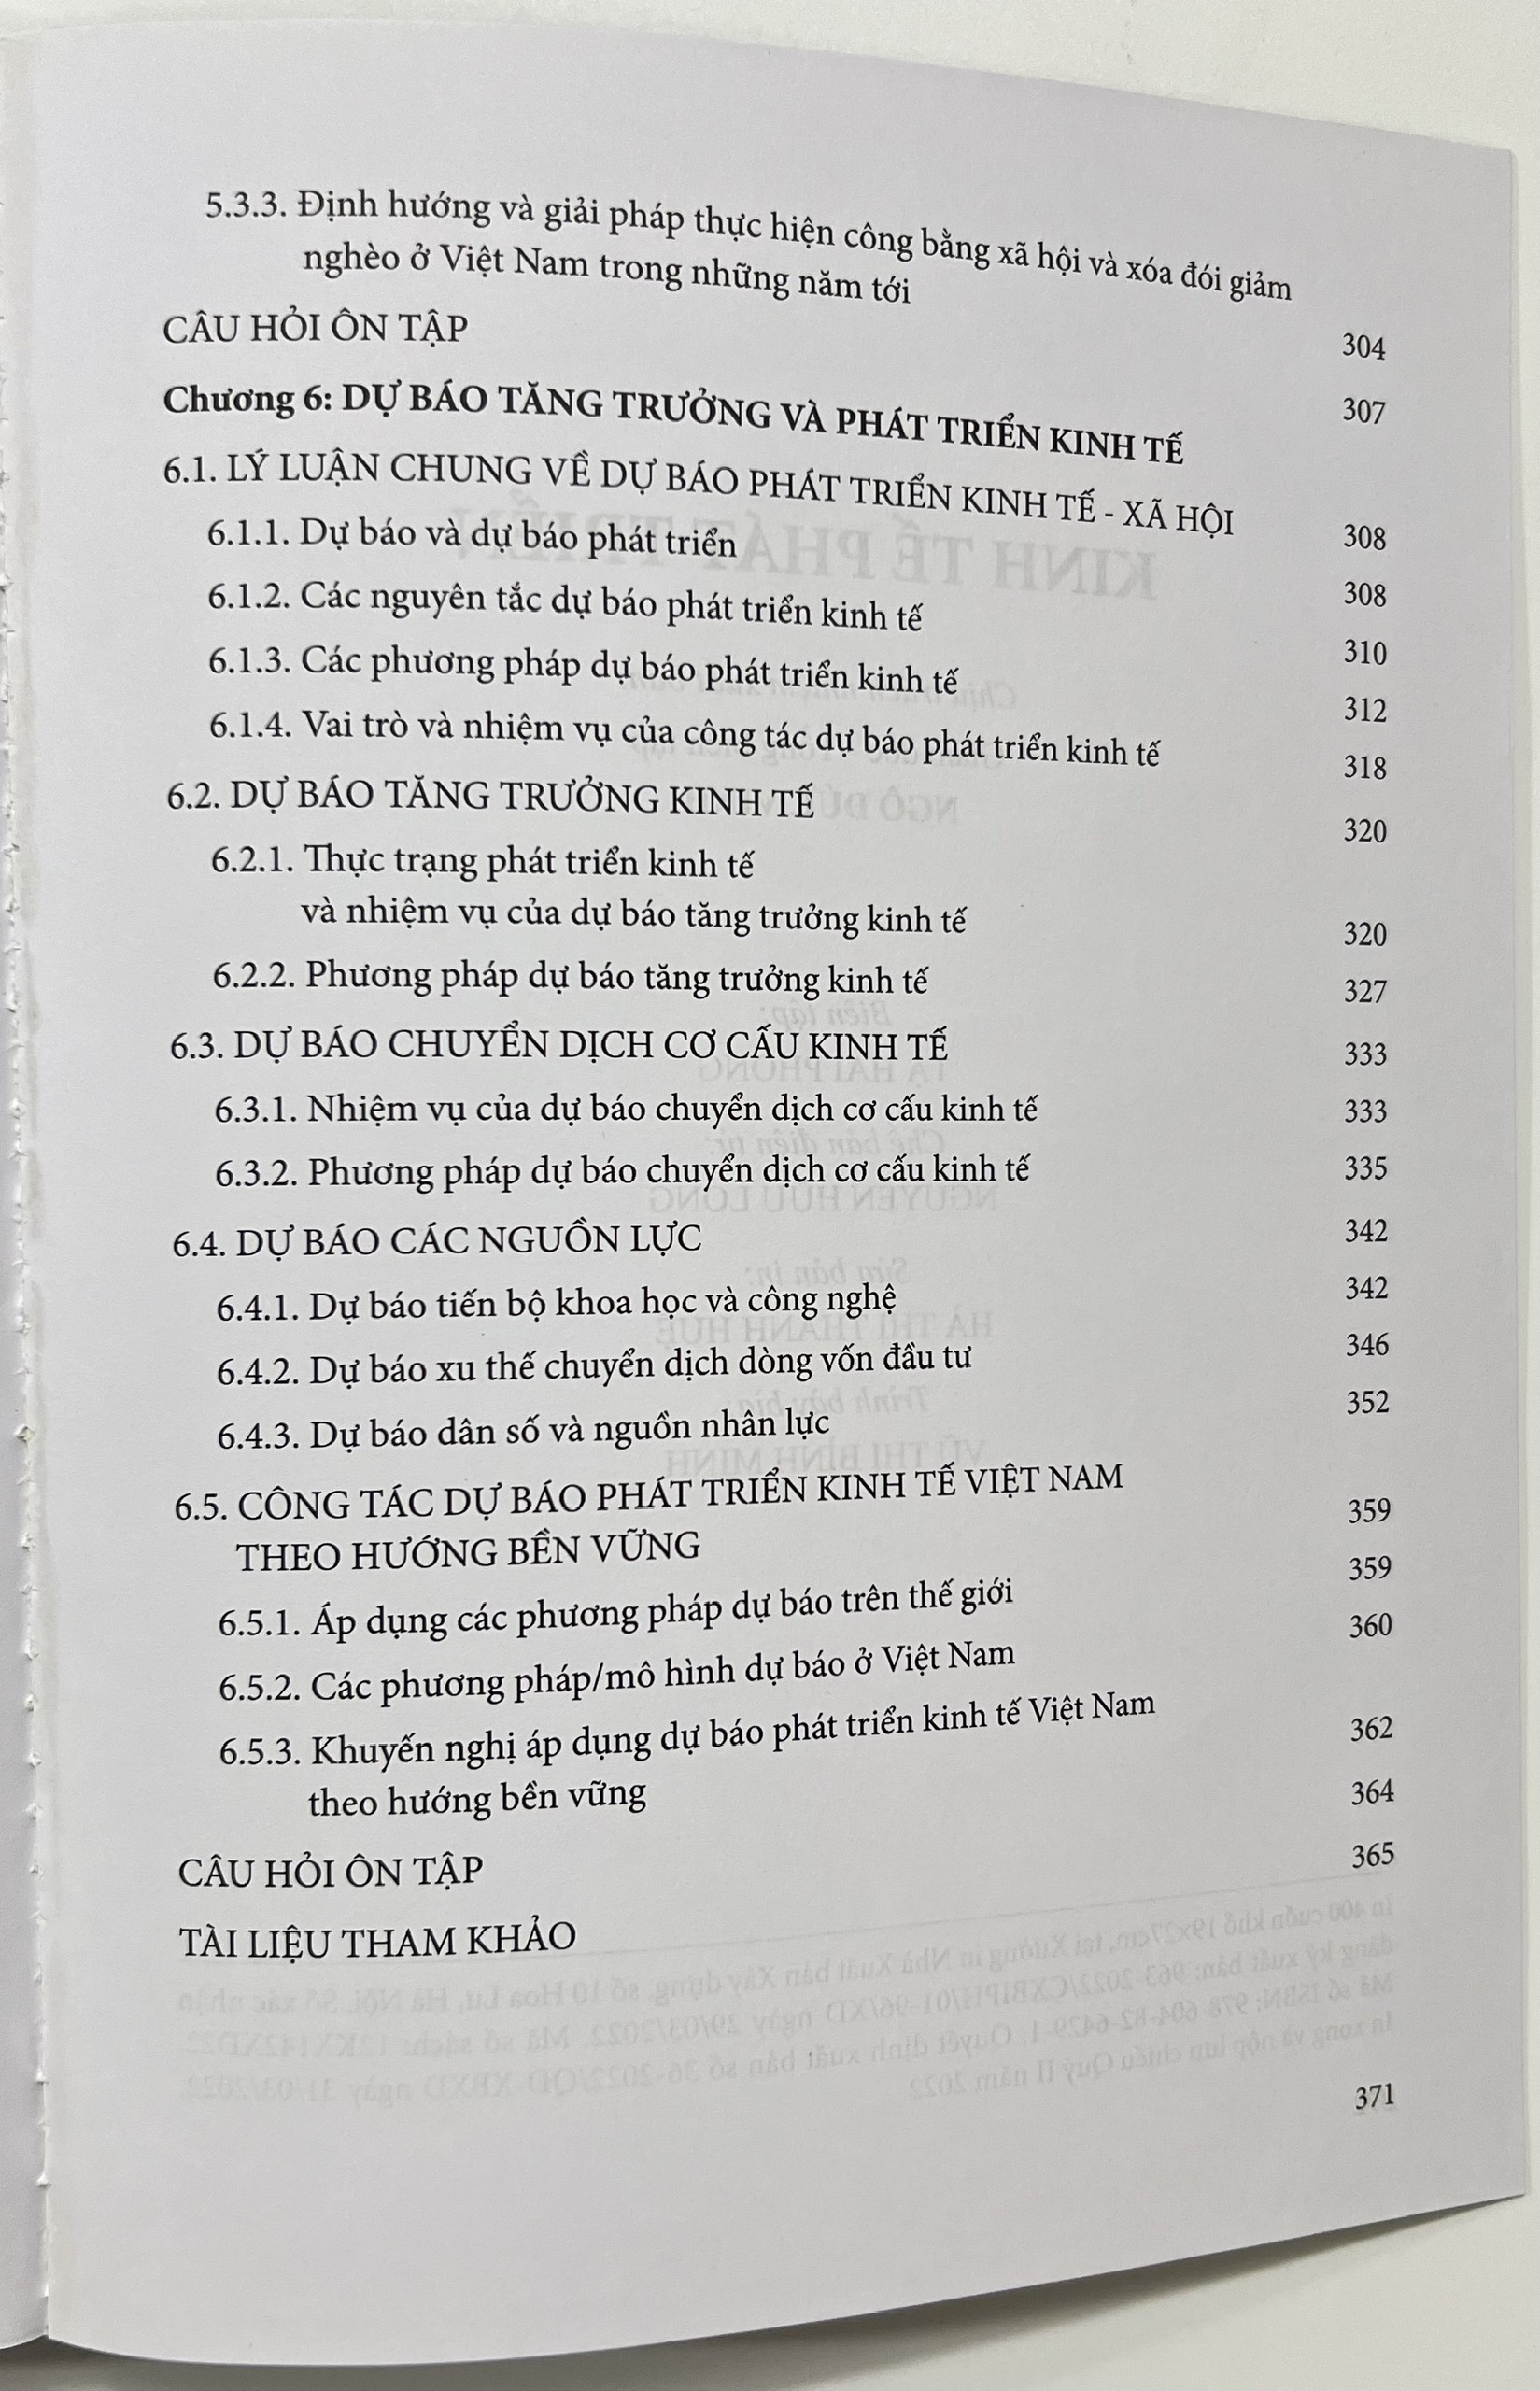 5.3.3. Định hướng và giải pháp thực hiện công bằng xã hội và xóa đói giảm
nghèo ở Việt Nam trong những năm tới 304
CÂU HỎI ÔN TẬP 307
Chương 6: DỰ BÁO TĂNG TRƯỞNG VÀ PHÁT TRIỂN KINH TẾ
6.1. LÝ LUẬN CHUNG VỀ DỰ BÁO PHÁT TRIỂN KINH TẾ - XÃ HỘI 308
6.1.1. Dự báo và dự báo phát triển 308
6.1.2. Các nguyên tắc dự báo phát triển kinh tế 310
6.1.3. Các phương pháp dự báo phát triển kinh tế 312
6.1.4. Vai trò và nhiệm vụ của công tác dự báo phát triển kinh tế 318
6.2. DỰ BÁO TĂNG TRƯỞNG KINH TẾ 320
6.2.1. Thực trạng phát triển kinh tế
và nhiệm vụ của dự báo tăng trưởng kinh tế 320
6.2.2. Phương pháp dự báo tăng trưởng kinh tế 327
6.3. DỰ BÁO CHUYỂN DỊCH CƠ CẤU KINH TẾ 333
6.3.1. Nhiệm vụ của dự báo chuyển dịch cơ cấu kinh tế 333
6.3.2. Phương pháp dự báo chuyển dịch cơ cấu kinh tế 335
6.4. DỰ BÁO CÁC NGUỒN LỰC 342
6.4.1. Dự báo tiến bộ khoa học và công nghệ 342
6.4.2. Dự báo xu thế chuyển dịch dòng vốn đầu tư 346
6.4.3. Dự báo dân số và nguồn nhân lực 352
6.5. CÔNG TÁC DỰ BÁO PHÁT TRIỂN KINH TẾ VIỆT NAM
THEO HƯỚNG BỀN VỮNG 359
6.5.1. Áp dụng các phương pháp dự báo trên thế giới 359
6.5.2. Các phương pháp/mô hình dự báo ở Việt Nam 360
6.5.3. Khuyến nghị áp dụng dự báo phát triển kinh tế Việt Nam
theo hướng bền vững 362
CÂU HỎI ÔN TẬP 364
TÀI LIỆU THAM KHẢO 365
371